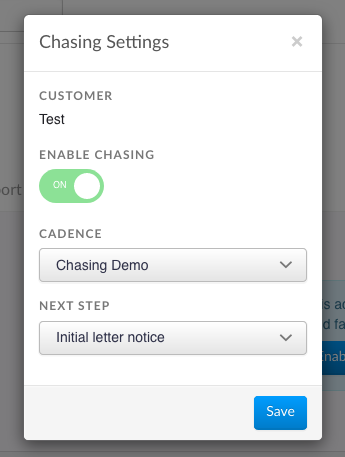 Chasing Settings
×
CUSTOMER
Test
ENABLE CHASING
ON
CADENCE
Chasing Demo
NEXT STEP
Initial letter notice
Save